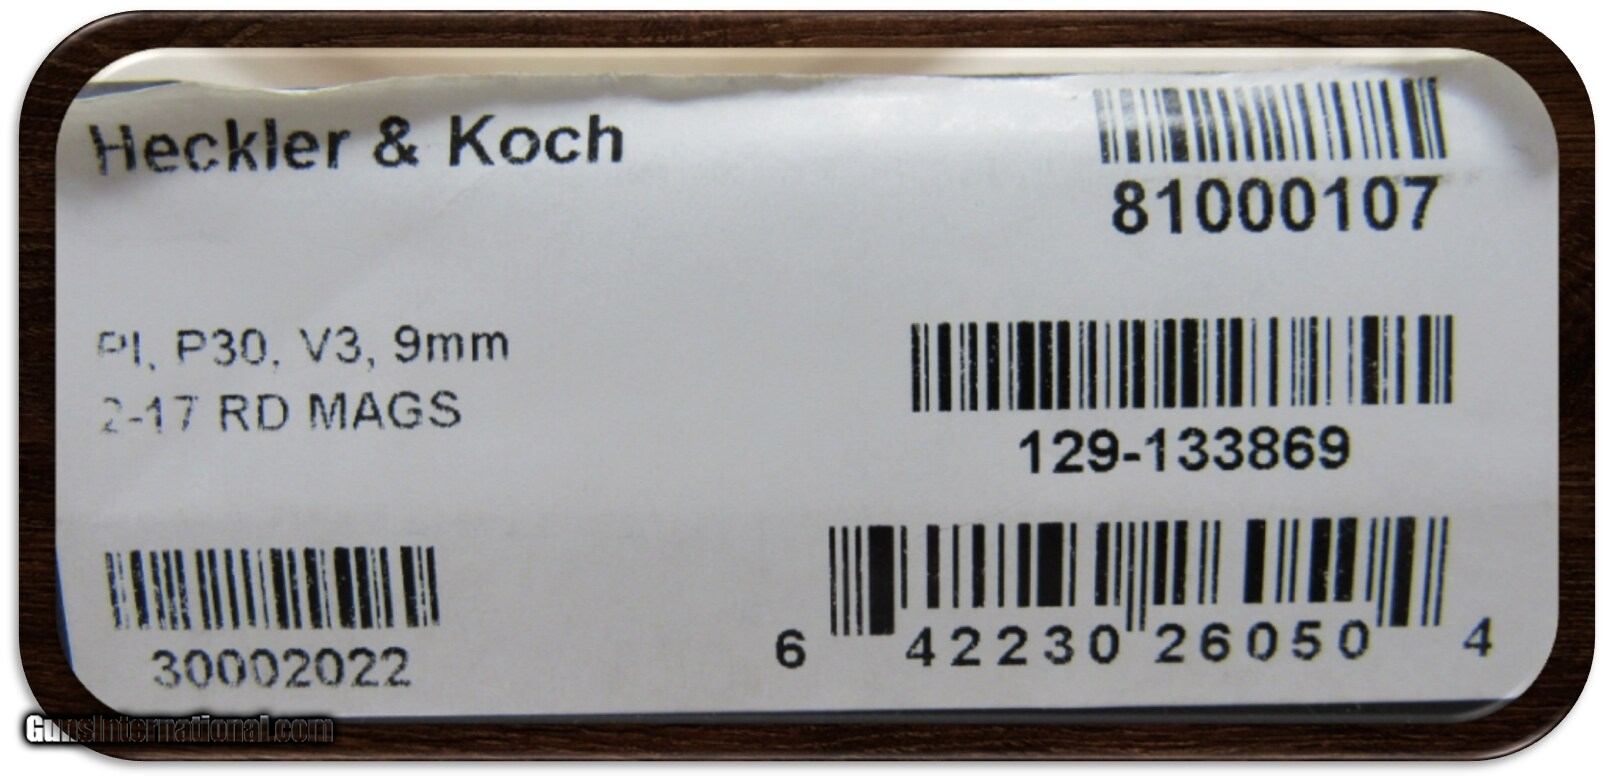 Heckler & Koch
81000107
PI, P30, V3, 9mm
2-17 RD MAGS
129-133869
30002022
6 42230 26050 4
GunsInternational.com